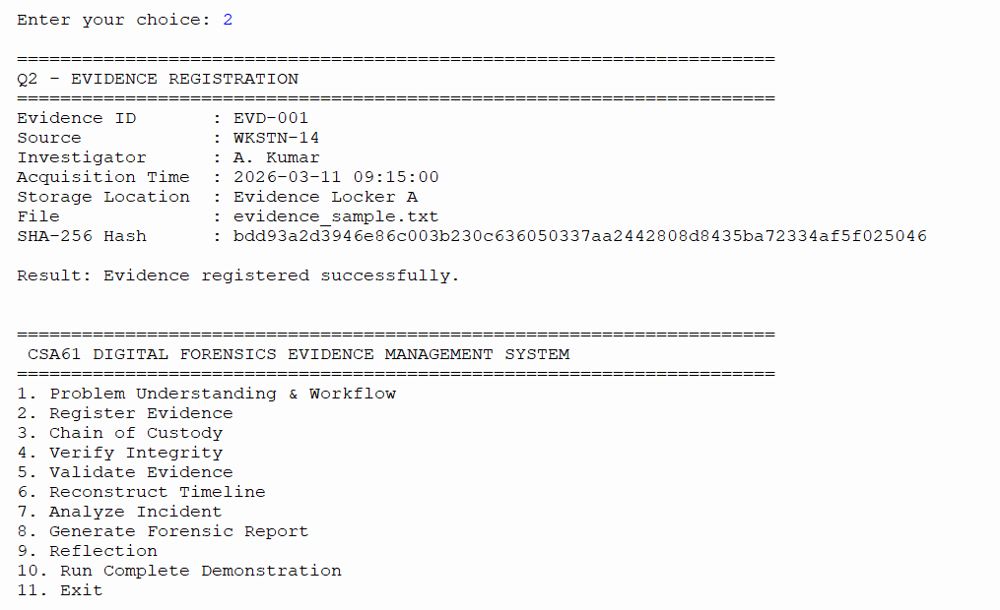 Enter your choice: 2
======================================================================
Q2 - EVIDENCE REGISTRATION
======================================================================
Evidence ID       : EVD-001
Source            : WKSTN-14
Investigator      : A. Kumar
Acquisition Time  : 2026-03-11 09:15:00
Storage Location  : Evidence Locker A
File              : evidence_sample.txt
SHA-256 Hash      : bdd93a2d3946e86c003b230c636050337aa2442808d8435ba72334af5f025046
Result: Evidence registered successfully.
======================================================================
 CSA61 DIGITAL FORENSICS EVIDENCE MANAGEMENT SYSTEM
======================================================================
1. Problem Understanding & Workflow
2. Register Evidence
3. Chain of Custody
4. Verify Integrity
5. Validate Evidence
6. Reconstruct Timeline
7. Analyze Incident
8. Generate Forensic Report
9. Reflection
10. Run Complete Demonstration
11. Exit